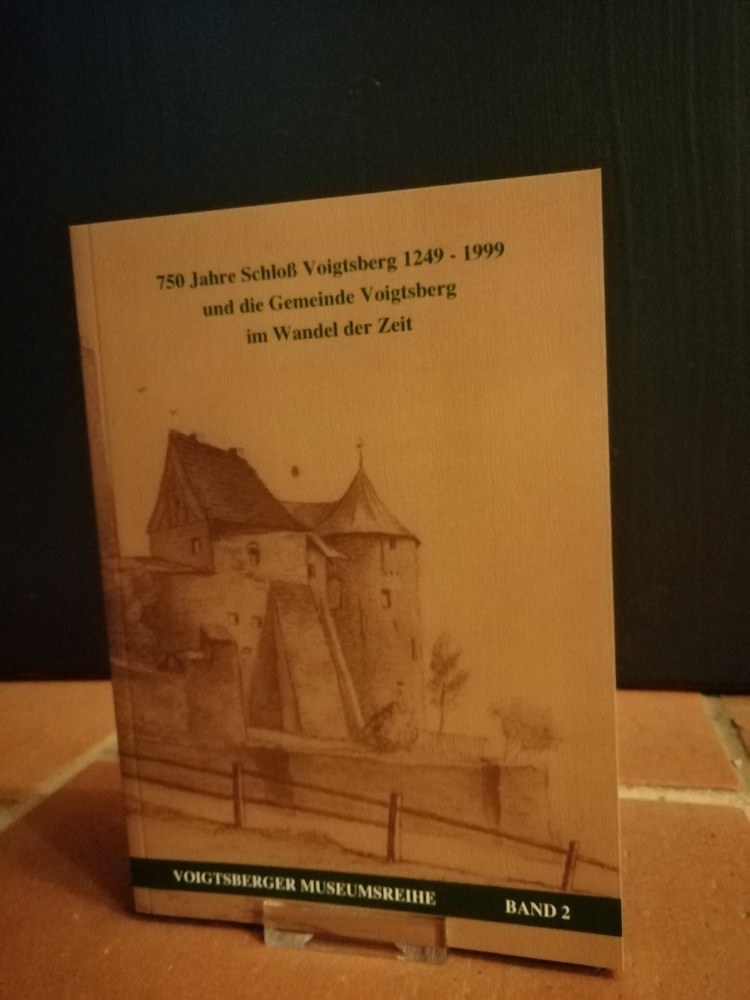 750 Jahre Schloß Voigtsberg 1249 - 1999
und die Gemeinde Voigtsberg
im Wandel der Zeit
VOIGTSBERGER MUSEUMSREIHE BAND 2